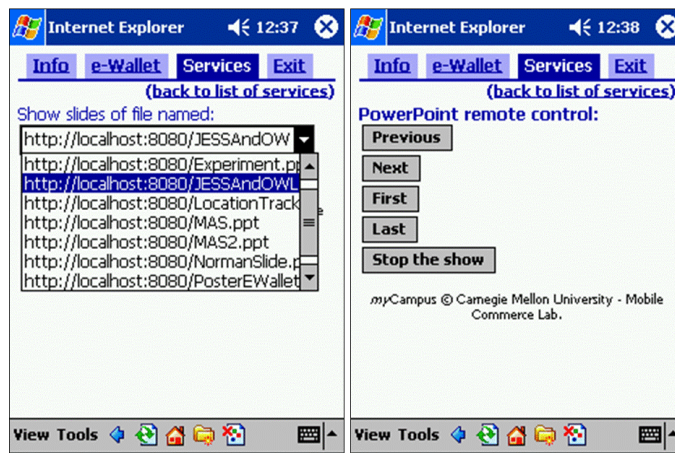 Internet Explorer 12:37
Info e-Wallet Services Exit
(back to list of services)
Show slides of file named:
http://localhost:8080/JESSAndOW
http://localhost:8080/Experiment.pp
http://localhost:8080/JESSAndOWL
http://localhost:8080/LocationTrack
http://localhost:8080/MAS.ppt
http://localhost:8080/MAS2.ppt
http://localhost:8080/NormanSlide.p
http://localhost:8080/PosterEWallet
View Tools
Internet Explorer 12:38
Info e-Wallet Services Exit
(back to list of services)
PowerPoint remote control:
Previous
Next
First
Last
Stop the show
myCampus © Carnegie Mellon University - Mobile
Commerce Lab.
View Tools